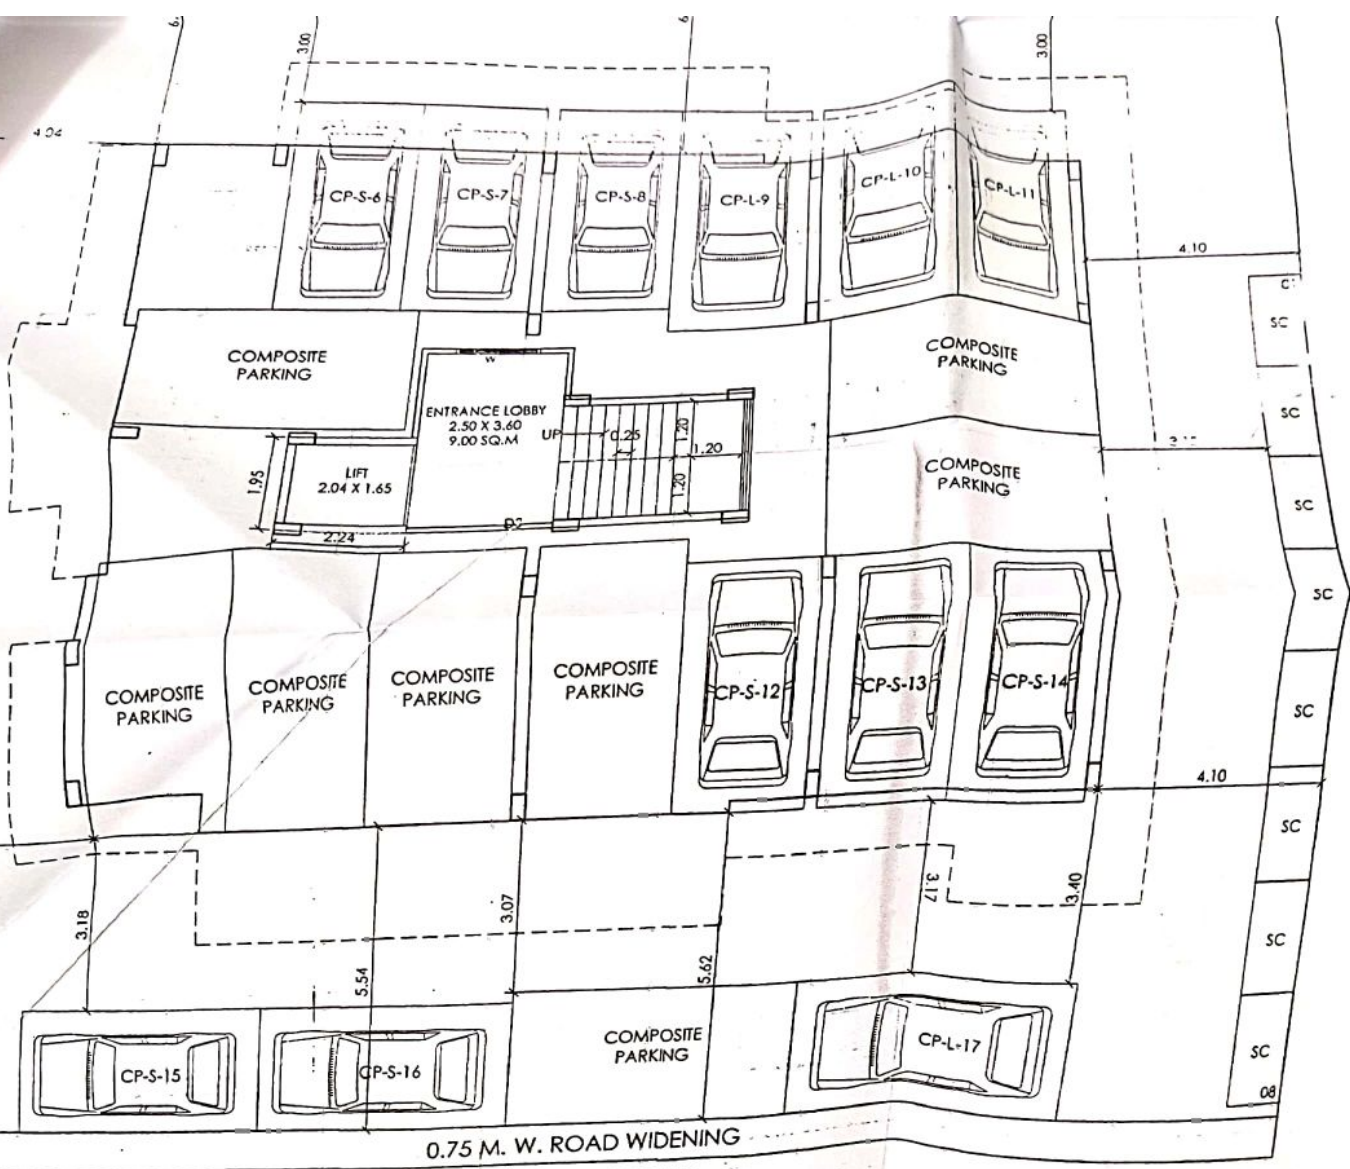 3.00
3.00
4.04
CP-S-6
CP-S-7
CP-S-8
CP-L-9
CP-L-10
CP-L-11
4.10
SC
COMPOSITE
PARKING
W
COMPOSITE
PARKING
ENTRANCE LOBBY
2.50 X 3.60
9.00 SQ.M
UP
0.25
1.20
1.20
1.20
SC
LIFT
2.04 X 1.65
1.95
2.24
COMPOSITE
PARKING
SC
SC
COMPOSITE
PARKING
COMPOSITE
PARKING
COMPOSITE
PARKING
COMPOSITE
PARKING
CP-S-12
CP-S-13
CP-S-14
SC
4.10
SC
3.18
5.54
3.07
5.62
3.17
3.40
SC
CP-S-15
CP-S-16
COMPOSITE
PARKING
CP-L-17
SC
08
0.75 M. W. ROAD WIDENING